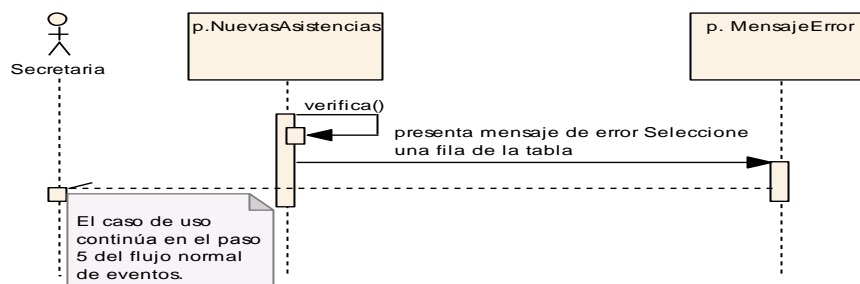 p.NuevasAsistencias
p. MensajeError
Secretaria
verifica()
presenta mensaje de error Seleccione
una fila de la tabla
El caso de uso
continúa en el paso
5 del flujo normal
de eventos.